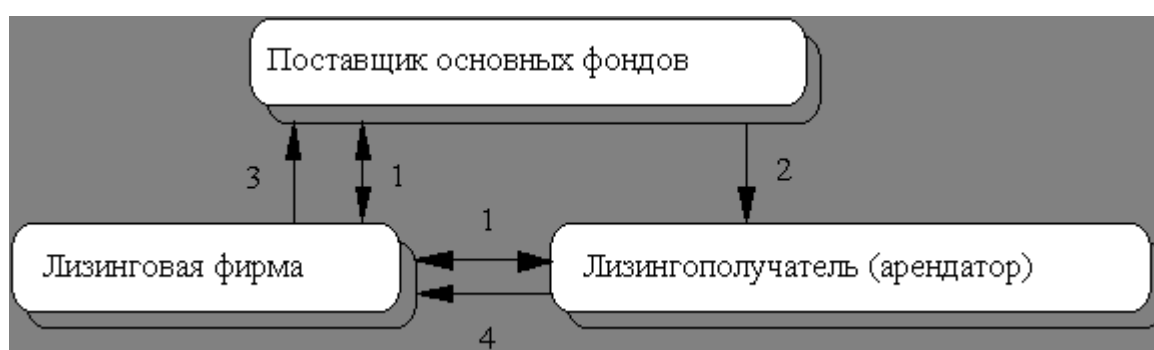 Поставщик основных фондов
3
1
2
1
Лизинговая фирма
Лизингополучатель (арендатор)
4